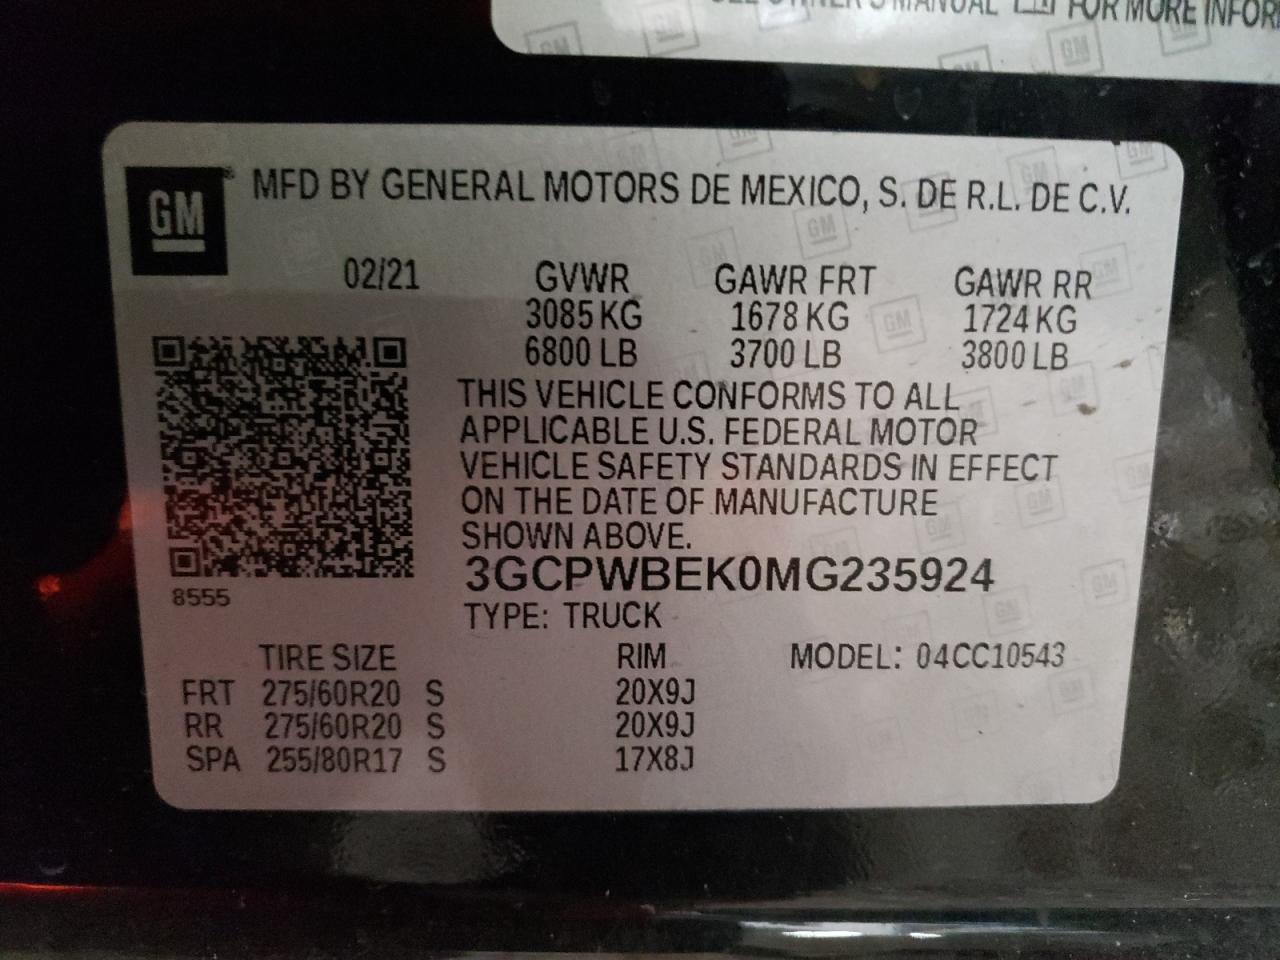 OWNER'S MANUAL FOR MORE INFOR
GM
MFD BY GENERAL MOTORS DE MEXICO, S. DE R.L. DE C.V.
02/21 GVWR GAWR FRT GAWR RR
3085 KG 1678 KG 1724 KG
6800 LB 3700 LB 3800 LB
THIS VEHICLE CONFORMS TO ALL
APPLICABLE U.S. FEDERAL MOTOR
VEHICLE SAFETY STANDARDS IN EFFECT
ON THE DATE OF MANUFACTURE
SHOWN ABOVE.
3GCPWBEK0MG235924
8555
TYPE: TRUCK
TIRE SIZE RIM MODEL: 04CC10543
FRT 275/60R20 S 20X9J
RR 275/60R20 S 20X9J
SPA 255/80R17 S 17X8J